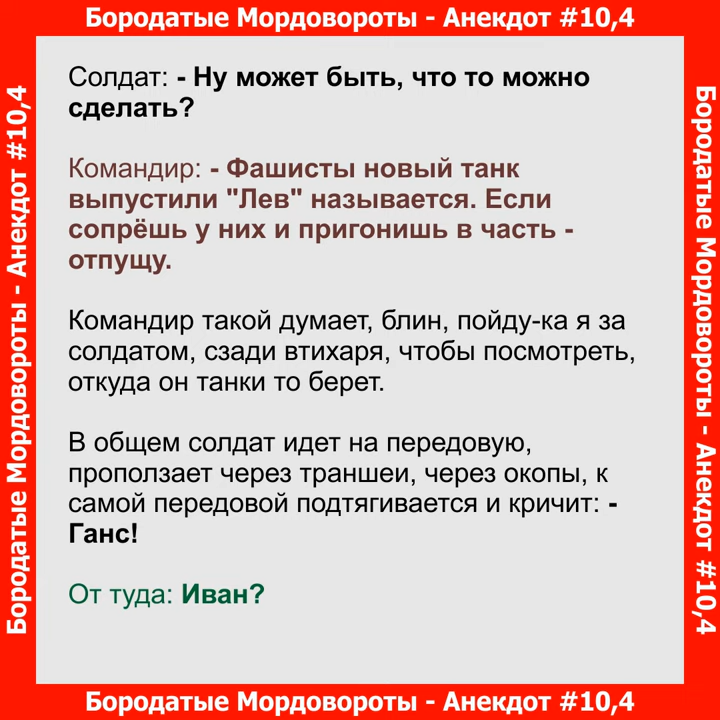 Бородатые Мордовороты - Анекдот #10,4
Бородатые Мордовороты - Анекдот #10,4
Солдат: - Ну может быть, что то можно
сделать?
Командир: - Фашисты новый танк
выпустили "Лев" называется. Если
сопрёшь у них и пригонишь в часть -
отпущу.
Командир такой думает, блин, пойду-ка я за
солдатом, сзади втихаря, чтобы посмотреть,
откуда он танки то берет.
В общем солдат идет на передовую,
проползает через траншеи, через окопы, к
самой передовой подтягивается и кричит: -
Ганс!
От туда: Иван?
Бородатые Мордовороты - Анекдот #10,4
Бородатые Мордовороты - Анекдот #10,4